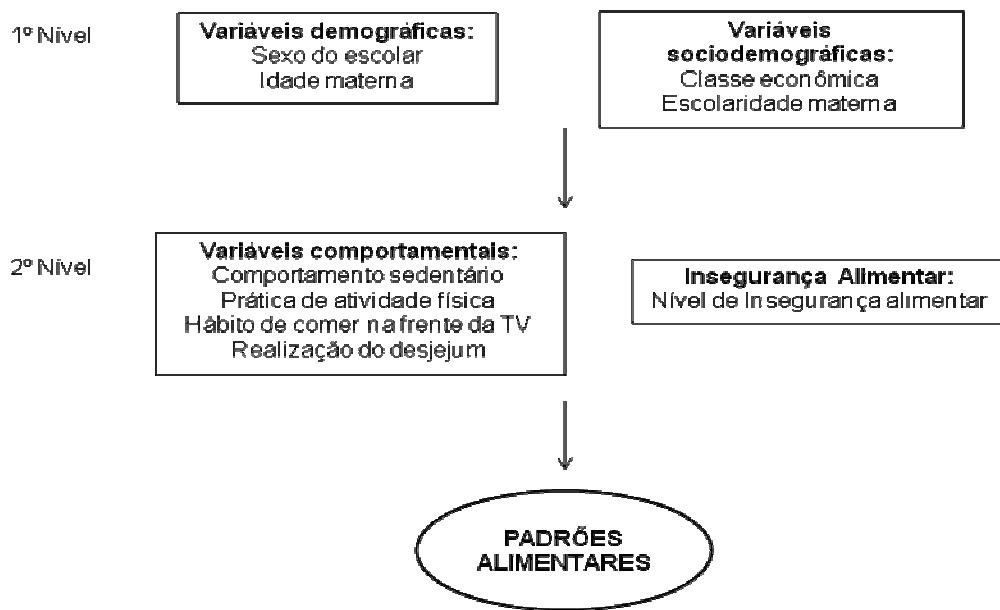 1º Nível
Variáveis demográficas:
Sexo do escolar
Idade materna
Variáveis
sociodemográficas:
Classe econômica
Escolaridade materna
2º Nível
Variáveis comportamentais:
Comportamento sedentário
Prática de atividade física
Hábito de comer na frente da TV
Realização do desjejum
Insegurança Alimentar:
Nível de Insegurança alimentar
PADRÕES
ALIMENTARES